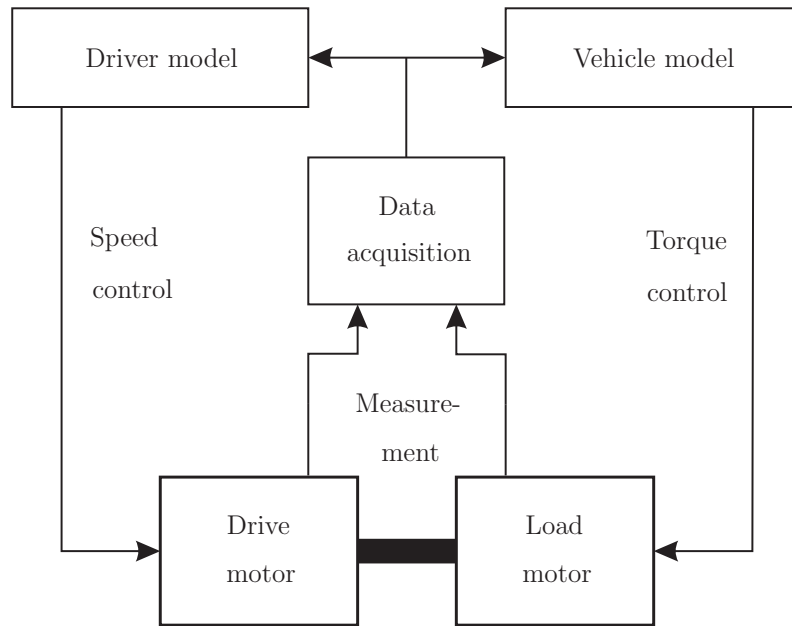 Driver model
Vehicle model
Data
acquisition
Speed
control
Torque
control
Measure-
ment
Drive
motor
Load
motor